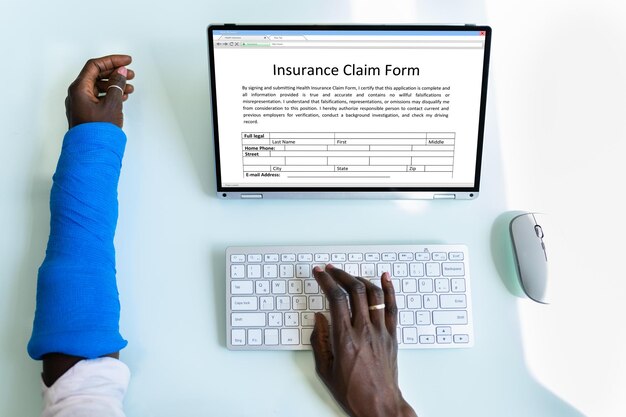 Insurance Claim Form
By signing and submitting Health Insurance Claim Form, I certify that this application is complete and
all information provided is true and accurate and contains no willful falsifications or
misrepresentation. I understand that falsifications, representations, or omissions may disqualify me
from consideration to this position. I hereby authorize person to contact current and
previous employers for verification, conduct a background investigation, and check my driving
record.
Full legal
Last Name First Middle
Home Phone:
Street
City State Zip
E-mail Address: